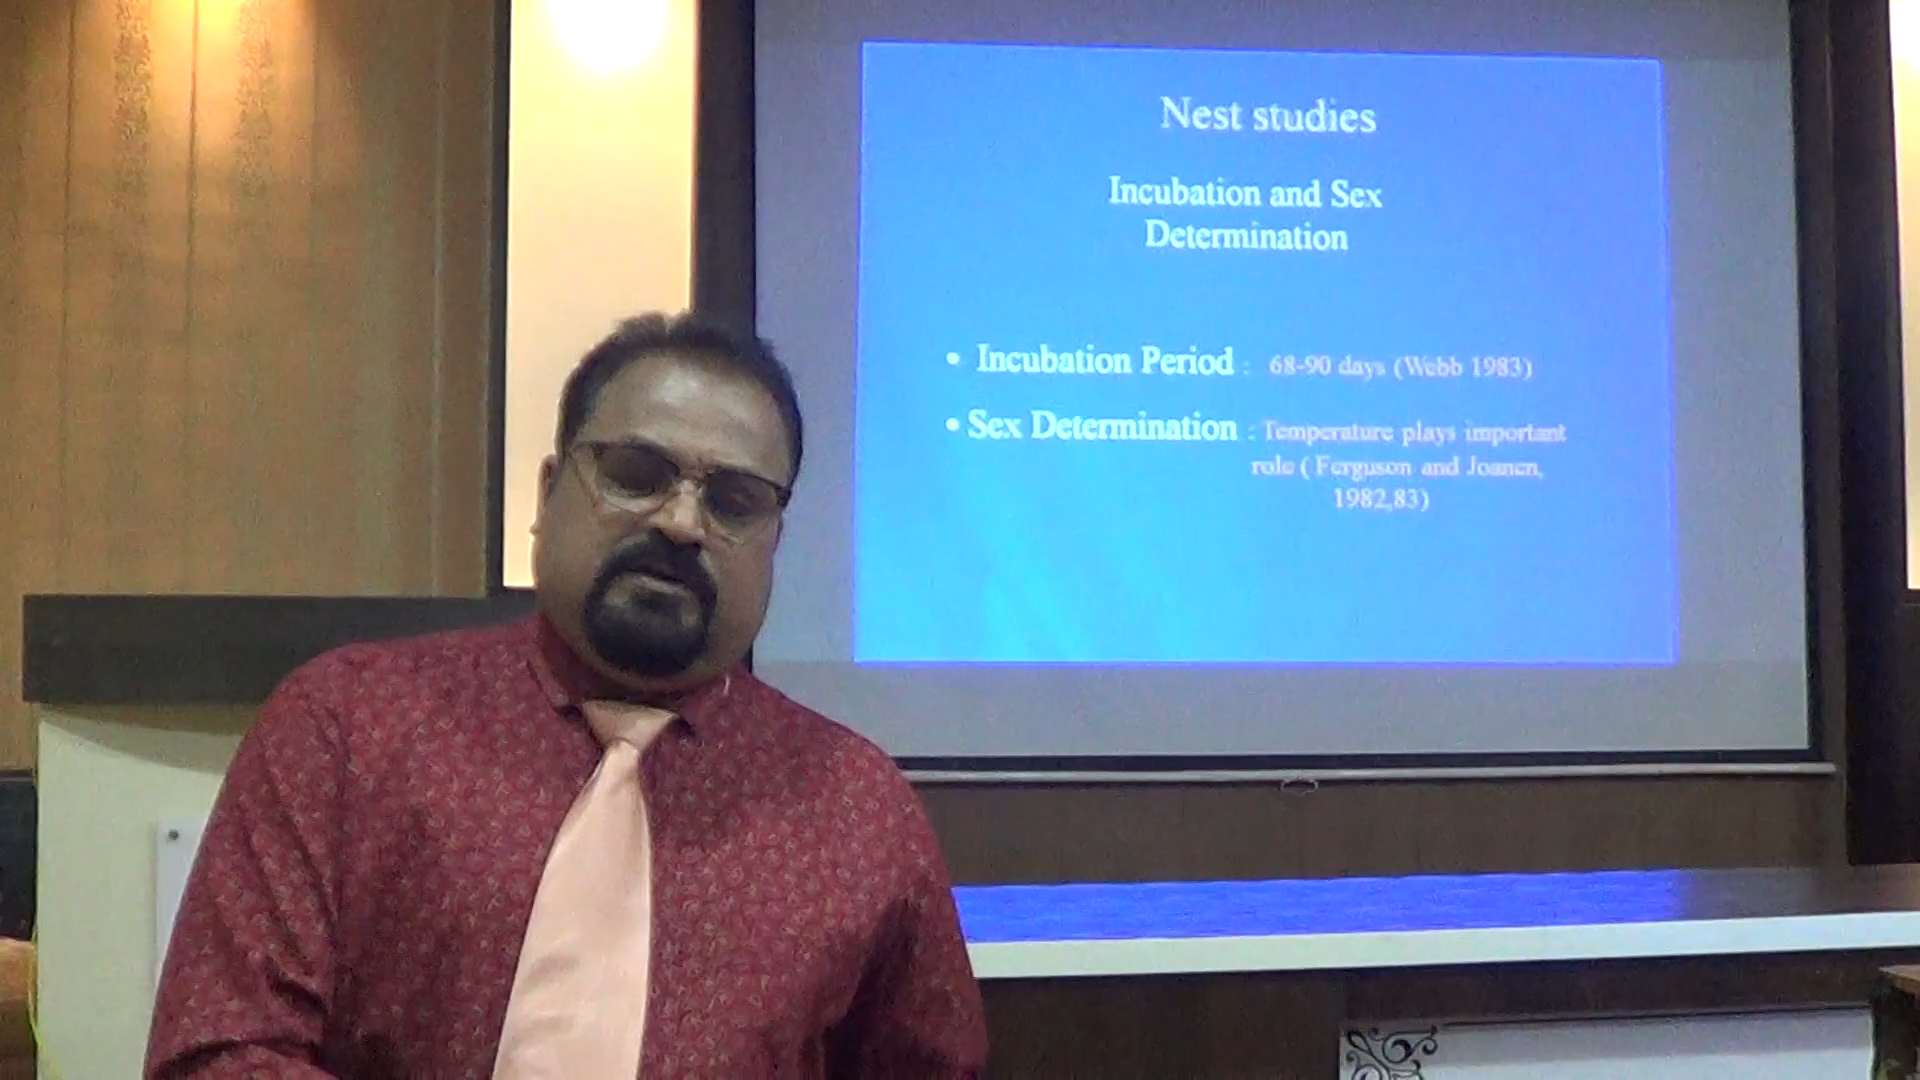 Nest studies
Incubation and Sex
Determination
• Incubation Period : 68-90 days (Webb 1983)
• Sex Determination : Temperature plays important
role ( Ferguson and Joanen,
1982,83)